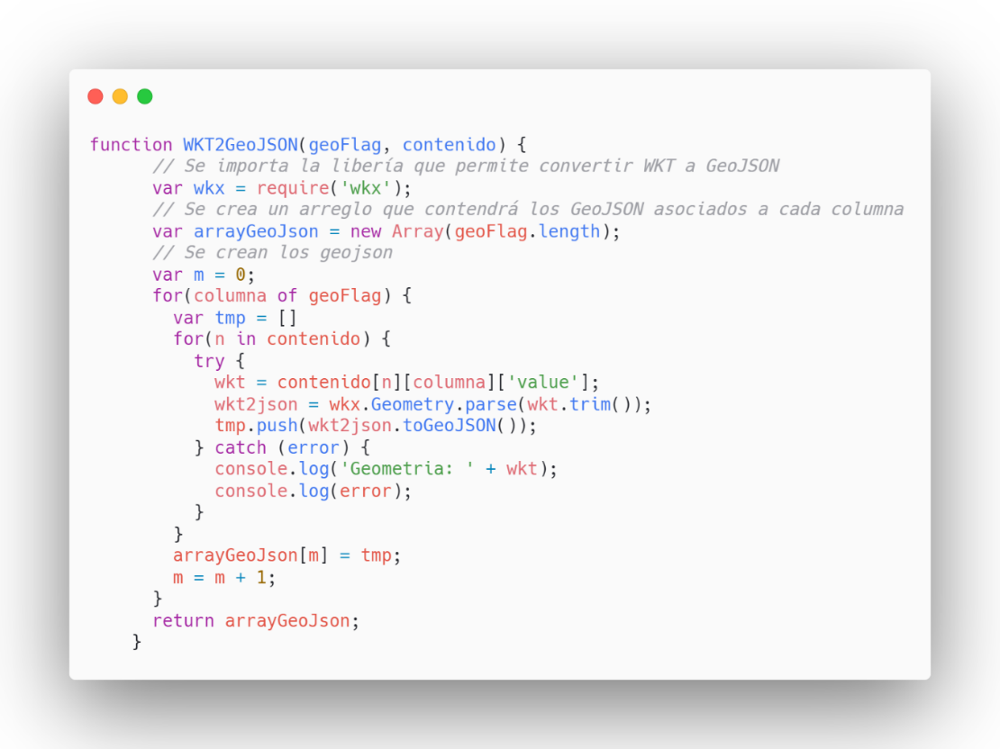 function WKT2GeoJSON(geoFlag, contenido) {
      // Se importa la libería que permite convertir WKT a GeoJSON
      var wkx = require('wkx');
      // Se crea un arreglo que contendrá los GeoJSON asociados a cada columna
      var arrayGeoJson = new Array(geoFlag.length);
      // Se crean los geojson
      var m = 0;
      for(columna of geoFlag) {
        var tmp = []
        for(n in contenido) {
          try {
            wkt = contenido[n][columna]['value'];
            wkt2json = wkx.Geometry.parse(wkt.trim());
            tmp.push(wkt2json.toGeoJSON());
          } catch (error) {
            console.log('Geometria: ' + wkt);
            console.log(error);
          }
        }
        arrayGeoJson[m] = tmp;
        m = m + 1;
      }
      return arrayGeoJson;
    }